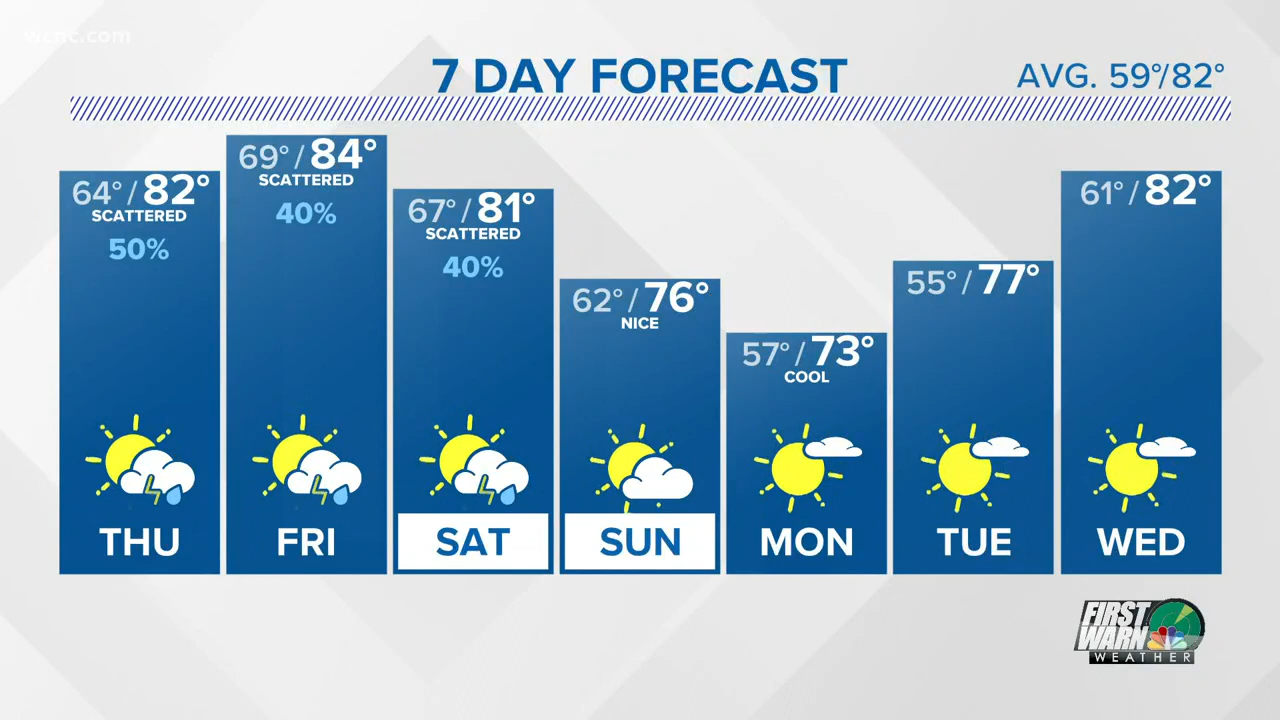 wcnc.com
7 DAY FORECAST
AVG. 59°/82°
64° / 82°
SCATTERED
50%
THU
69° / 84°
SCATTERED
40%
FRI
67° / 81°
SCATTERED
40%
SAT
62° / 76°
NICE
SUN
57° / 73°
COOL
MON
55° / 77°
TUE
61° / 82°
WED
FIRST
WARN
WEATHER